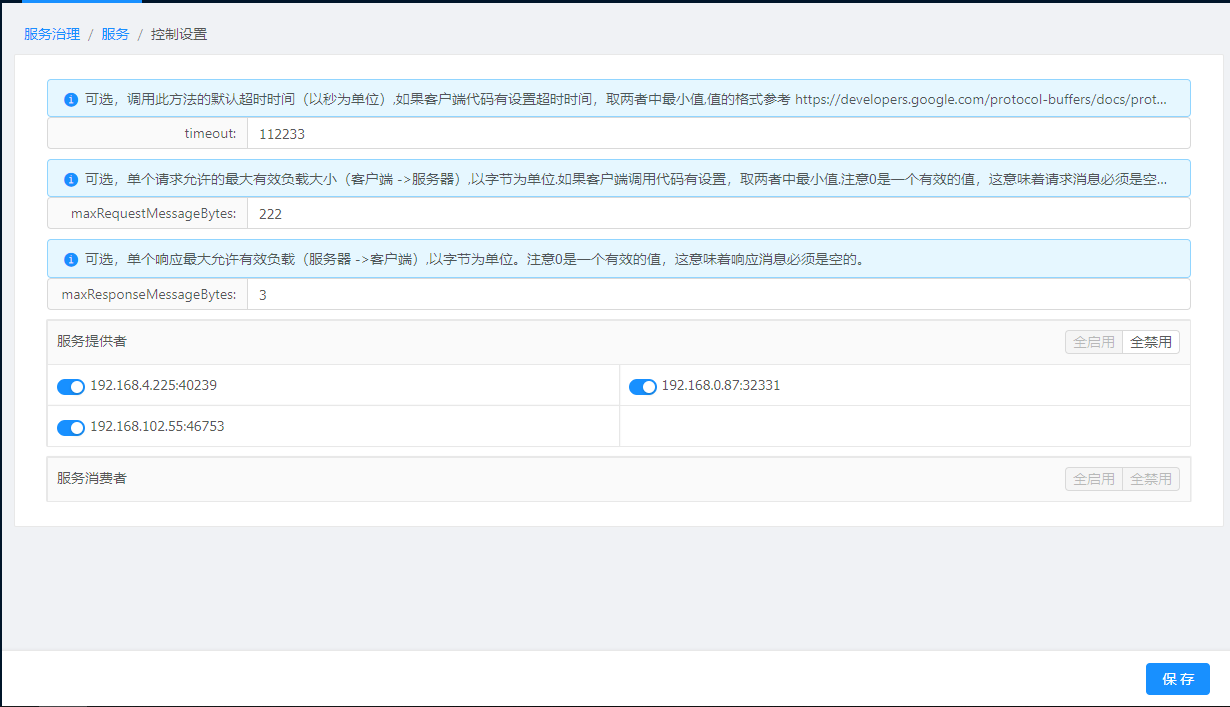 服务治理 / 服务 / 控制设置
可选，调用此方法的默认超时时间（以秒为单位）,如果客户端代码有设置超时时间，取两者中最小值,值的格式参考 https://developers.google.com/protocol-buffers/docs/prot...
timeout: 112233
可选，单个请求允许的最大有效负载大小（客户端 ->服务器）,以字节为单位.如果客户端调用代码有设置，取两者中最小值.注意0是一个有效的值，这意味着请求消息必须是空...
maxRequestMessageBytes: 222
可选，单个响应最大允许有效负载（服务器 ->客户端）,以字节为单位。注意0是一个有效的值，这意味着响应消息必须是空的。
maxResponseMessageBytes: 3
服务提供者 全启用 全禁用
192.168.4.225:40239 192.168.0.87:32331
192.168.102.55:46753
服务消费者 全启用 全禁用
保 存